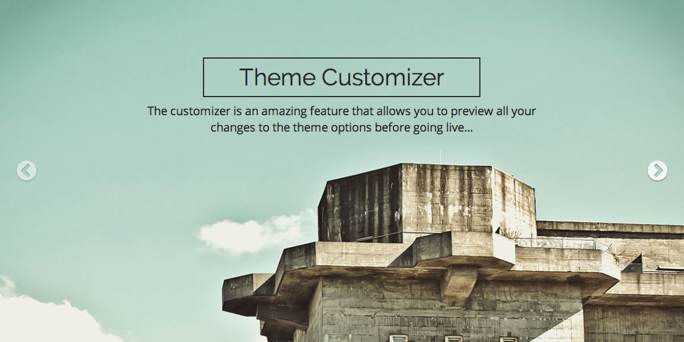 Theme Customizer
The customizer is an amazing feature that allows you to preview all your
changes to the theme options before going live...